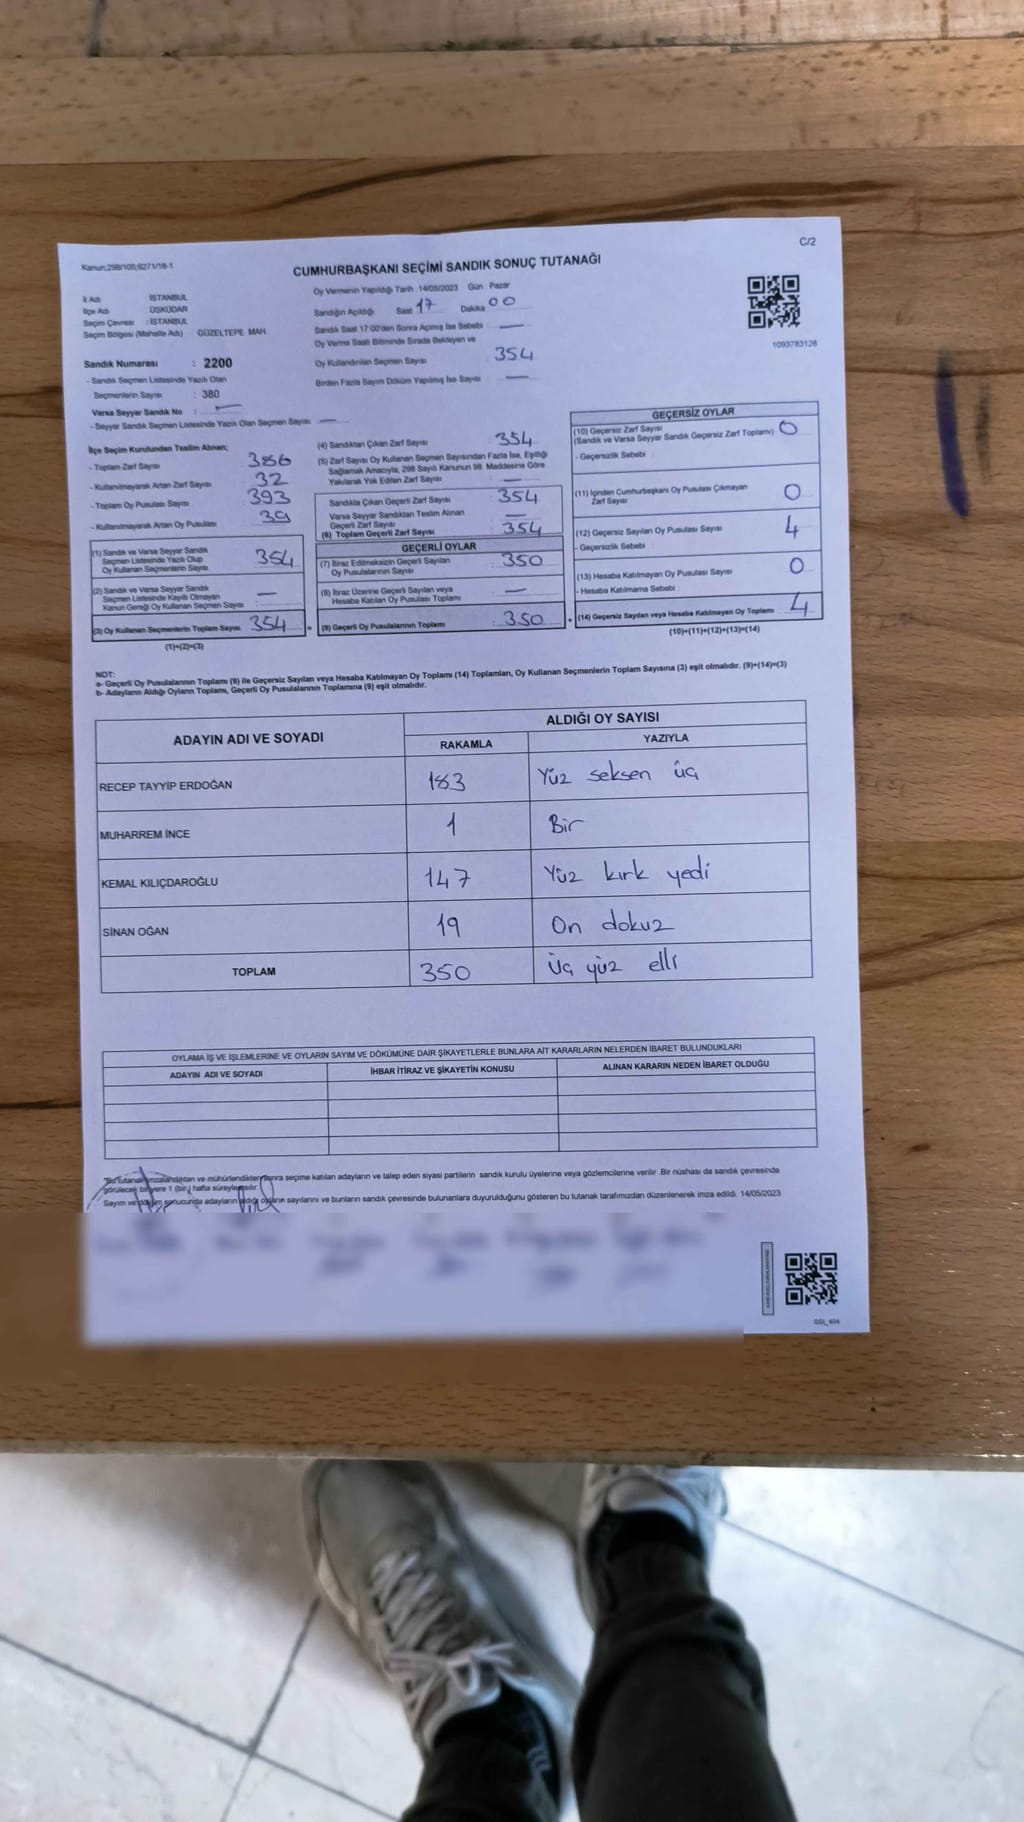 Kanun:298/105;6271/18-1
C/2
CUMHURBAŞKANI SEÇİMİ SANDIK SONUÇ TUTANAĞI
İl Adı İSTANBUL
İlçe Adı ÜSKÜDAR
Seçim Çevresi : İSTANBUL
Seçim Bölgesi (Mahalle Adı) GÜZELTEPE MAH.
Oy Vermenin Yapıldığı Tarih : 14/05/2023 Gün : Pazar
Sandığın Açıldığı Saat 17 Dakika 00
Sandık Saat 17:00'den Sonra Açılmış İse Sebebi —
Oy Verme Saati Bitiminde Sırada Bekleyen ve
Oy Kullandırılan Seçmen Sayısı 354
Birden Fazla Sayım Döküm Yapılmış İse Sayısı —
1093783128
Sandık Numarası : 2200
- Sandık Seçmen Listesinde Yazılı Olan
Seçmenlerin Sayısı : 380
Varsa Seyyar Sandık No : —
- Seyyar Sandık Seçmen Listesinde Yazılı Olan Seçmen Sayısı —
İlçe Seçim Kurulundan Teslim Alınan;
- Toplam Zarf Sayısı 386
- Kullanılmayarak Artan Zarf Sayısı 32
- Toplam Oy Pusulası Sayısı 393
- Kullanılmayarak Artan Oy Pusulası 39
(1) Sandık ve Varsa Seyyar Sandık
Seçmen Listesinde Yazılı Olup
Oy Kullanan Seçmenlerin Sayısı 354
(2) Sandık ve Varsa Seyyar Sandık
Seçmen Listesinde Kayıtlı Olmayan
Kanun Gereği Oy Kullanan Seçmen Sayısı —
(3) Oy Kullanan Seçmenlerin Toplam Sayısı 354
(1)+(2)=(3)
(4) Sandıktan Çıkan Zarf Sayısı 354
(5) Zarf Sayısı Oy Kullanan Seçmen Sayısından Fazla İse, Eşitliği
Sağlamak Amacıyla, 298 Sayılı Kanunun 98. Maddesine Göre
Yakılarak Yok Edilen Zarf Sayısı —
Sandıkta Çıkan Geçerli Zarf Sayısı 354
Varsa Seyyar Sandıktan Teslim Alınan
Geçerli Zarf Sayısı —
(6) Toplam Geçerli Zarf Sayısı 354
GEÇERLİ OYLAR
(7) İtiraz Edilmeksizin Geçerli Sayılan
Oy Pusulalarının Sayısı 350
(8) İtiraz Üzerine Geçerli Sayılan veya
Hesaba Katılan Oy Pusulası Toplamı —
= (9) Geçerli Oy Pusulalarının Toplamı : 350
GEÇERSİZ OYLAR
(10) Geçersiz Zarf Sayısı
(Sandık ve Varsa Seyyar Sandık Geçersiz Zarf Toplamı) 0
- Geçersizlik Sebebi :
(11) İçinden Cumhurbaşkanı Oy Pusulası Çıkmayan
Zarf Sayısı 0
(12) Geçersiz Sayılan Oy Pusulası Sayısı 4
- Geçersizlik Sebebi :
(13) Hesaba Katılmayan Oy Pusulası Sayısı 0
- Hesaba Katılmama Sebebi :
+ (14) Geçersiz Sayılan veya Hesaba Katılmayan Oy Toplamı 4
(10)+(11)+(12)+(13)=(14)
NOT:
a- Geçerli Oy Pusulalarının Toplamı (9) ile Geçersiz Sayılan veya Hesaba Katılmayan Oy Toplamı (14) Toplamları, Oy Kullanan Seçmenlerin Toplam Sayısına (3) eşit olmalıdır. (9)+(14)=(3)
b- Adayların Aldığı Oyların Toplamı, Geçerli Oy Pusulalarının Toplamına (9) eşit olmalıdır.
ADAYIN ADI VE SOYADI
ALDIĞI OY SAYISI
RAKAMLA YAZIYLA
RECEP TAYYİP ERDOĞAN 183 Yüz seksen üç
MUHARREM İNCE 1 Bir
KEMAL KILIÇDAROĞLU 147 Yüz kırk yedi
SİNAN OĞAN 19 On dokuz
TOPLAM 350 Üç yüz elli
OYLAMA İŞ VE İŞLEMLERİNE VE OYLARIN SAYIM VE DÖKÜMÜNE DAİR ŞİKAYETLERLE BUNLARA AİT KARARLARIN NELERDEN İBARET BULUNDUKLARI
ADAYIN ADI VE SOYADI İHBAR İTİRAZ VE ŞİKAYETİN KONUSU ALINAN KARARIN NEDEN İBARET OLDUĞU
"Bu tutanak imzalandıktan ve mühürlendikten sonra seçime katılan adayların ve talep eden siyasi partilerin sandık kurulu üyelerine veya gözlemcilerine verilir. Bir nüshası da sandık çevresinde
görülecek bir yere 1 (bir) hafta süreyle asılır.
Sayım ve döküm sonucunda adayların aldığı oyların sayılarını ve bunların sandık çevresinde bulunanlara duyurulduğunu gösteren bu tutanak tarafımızdan düzenlenerek imza edildi. 14/05/2023